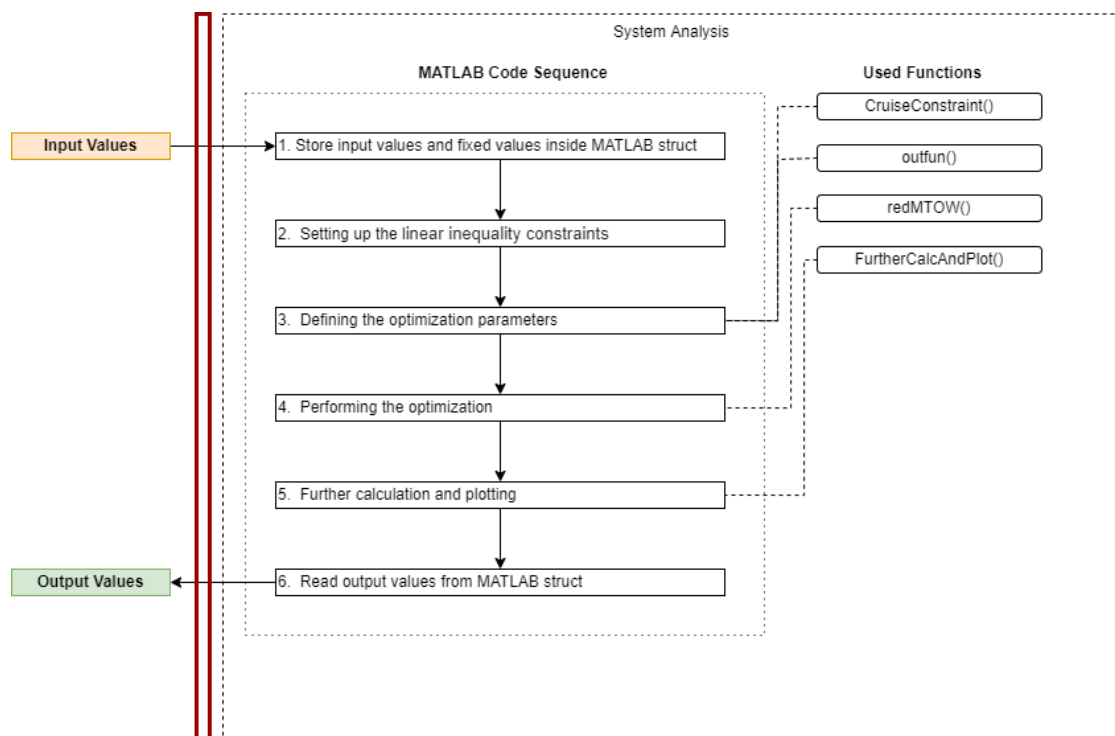 System Analysis
MATLAB Code Sequence
Used Functions
CruiseConstraint()
Input Values
1. Store input values and fixed values inside MATLAB struct
outfun()
redMTOW()
2. Setting up the linear inequality constraints
FurtherCalcAndPlot()
3. Defining the optimization parameters
4. Performing the optimization
5. Further calculation and plotting
Output Values
6. Read output values from MATLAB struct